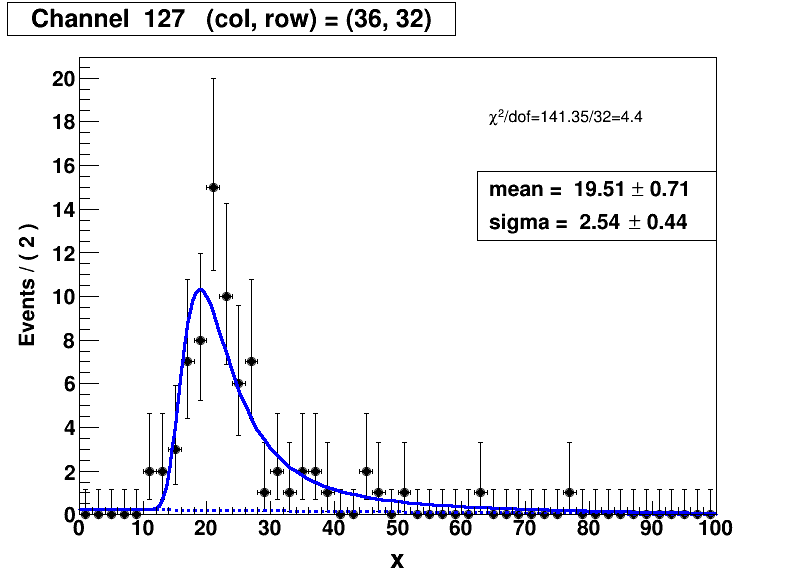 Channel 127 (col, row) = (36, 32)
χ²/dof=141.35/32=4.4
mean = 19.51 ± 0.71
sigma = 2.54 ± 0.44
Events / ( 2 )
20
18
16
14
12
10
8
6
4
2
0
0 10 20 30 40 50 60 70 80 90 100
x